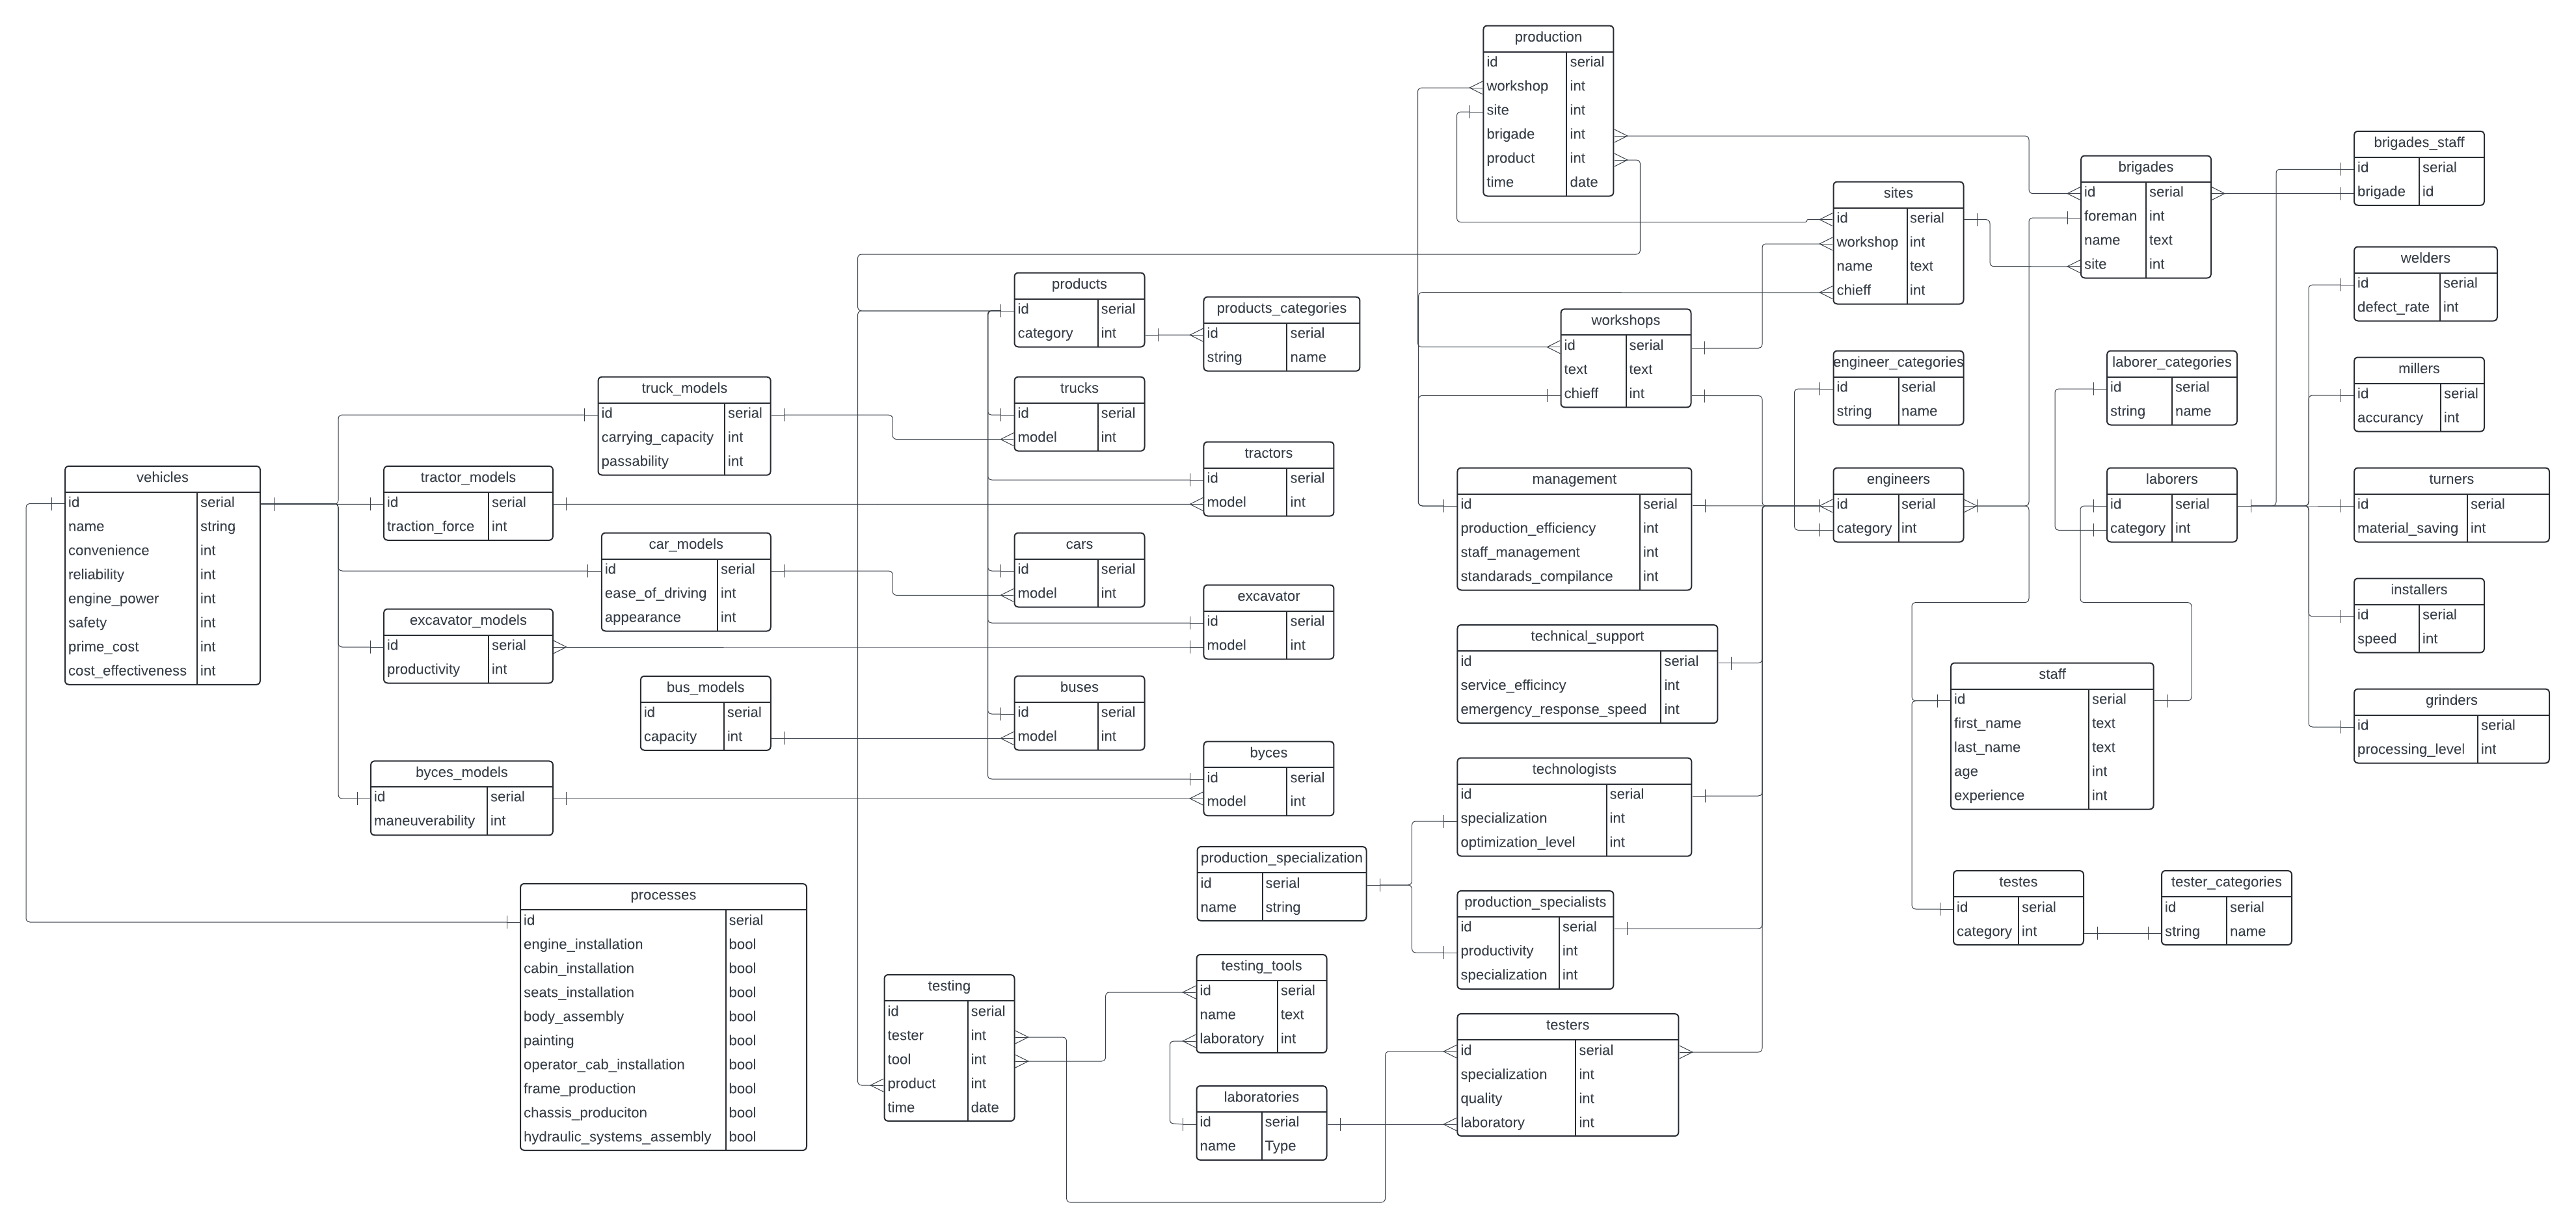 production
id serial
workshop int
site int
brigade int
product int
time date
brigades_staff
id serial
brigade id
brigades
id serial
foreman int
name text
site int
sites
id serial
workshop int
name text
chieff int
welders
id serial
defect_rate int
products
id serial
category int
products_categories
id serial
string name
workshops
id serial
text text
chieff int
engineer_categories
id serial
string name
laborer_categories
id serial
string name
millers
id serial
accurancy int
truck_models
id serial
carrying_capacity int
passability int
trucks
id serial
model int
tractors
id serial
model int
vehicles
id serial
name string
convenience int
reliability int
engine_power int
safety int
prime_cost int
cost_effectiveness int
tractor_models
id serial
traction_force int
management
id serial
production_efficiency int
staff_management int
standarads_compilance int
engineers
id serial
category int
laborers
id serial
category int
turners
id serial
material_saving int
car_models
id serial
ease_of_driving int
appearance int
cars
id serial
model int
excavator
id serial
model int
installers
id serial
speed int
excavator_models
id serial
productivity int
technical_support
id serial
service_efficincy int
emergency_response_speed int
staff
id serial
first_name text
last_name text
age int
experience int
bus_models
id serial
capacity int
buses
id serial
model int
grinders
id serial
processing_level int
byces
id serial
model int
byces_models
id serial
maneuverability int
technologists
id serial
specialization int
optimization_level int
production_specialization
id serial
name string
testes
id serial
category int
tester_categories
id serial
string name
processes
id serial
engine_installation bool
cabin_installation bool
seats_installation bool
body_assembly bool
painting bool
operator_cab_installation bool
frame_production bool
chassis_produciton bool
hydraulic_systems_assembly bool
production_specialists
id serial
productivity int
specialization int
testing_tools
id serial
name text
laboratory int
testing
id serial
tester int
tool int
product int
time date
testers
id serial
specialization int
quality int
laboratory int
laboratories
id serial
name Type